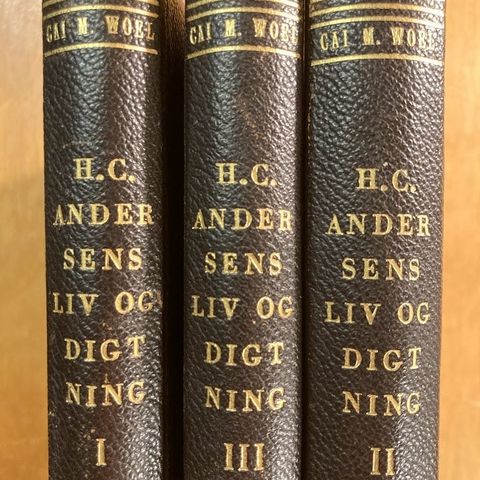 CAI M WOEL
H.C.
ANDER
SENS
LIV OG
DIGT
NING
I
CAI M. WOEL
H.C.
ANDER
SENS
LIV OG
DIGT
NING
III
CAI M. WOEL
H.C.
ANDER
SENS
LIV OG
DIGT
NING
II